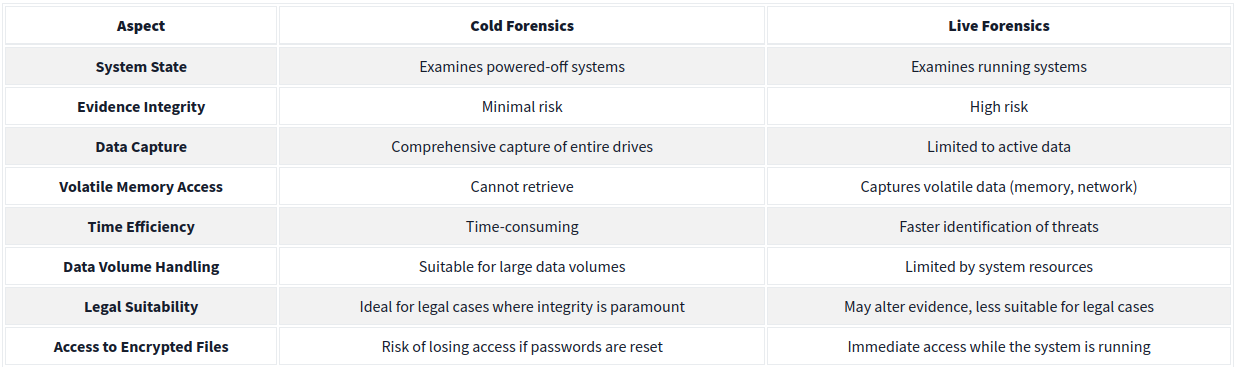 Aspect Cold Forensics Live Forensics
System State Examines powered-off systems Examines running systems
Evidence Integrity Minimal risk High risk
Data Capture Comprehensive capture of entire drives Limited to active data
Volatile Memory Access Cannot retrieve Captures volatile data (memory, network)
Time Efficiency Time-consuming Faster identification of threats
Data Volume Handling Suitable for large data volumes Limited by system resources
Legal Suitability Ideal for legal cases where integrity is paramount May alter evidence, less suitable for legal cases
Access to Encrypted Files Risk of losing access if passwords are reset Immediate access while the system is running